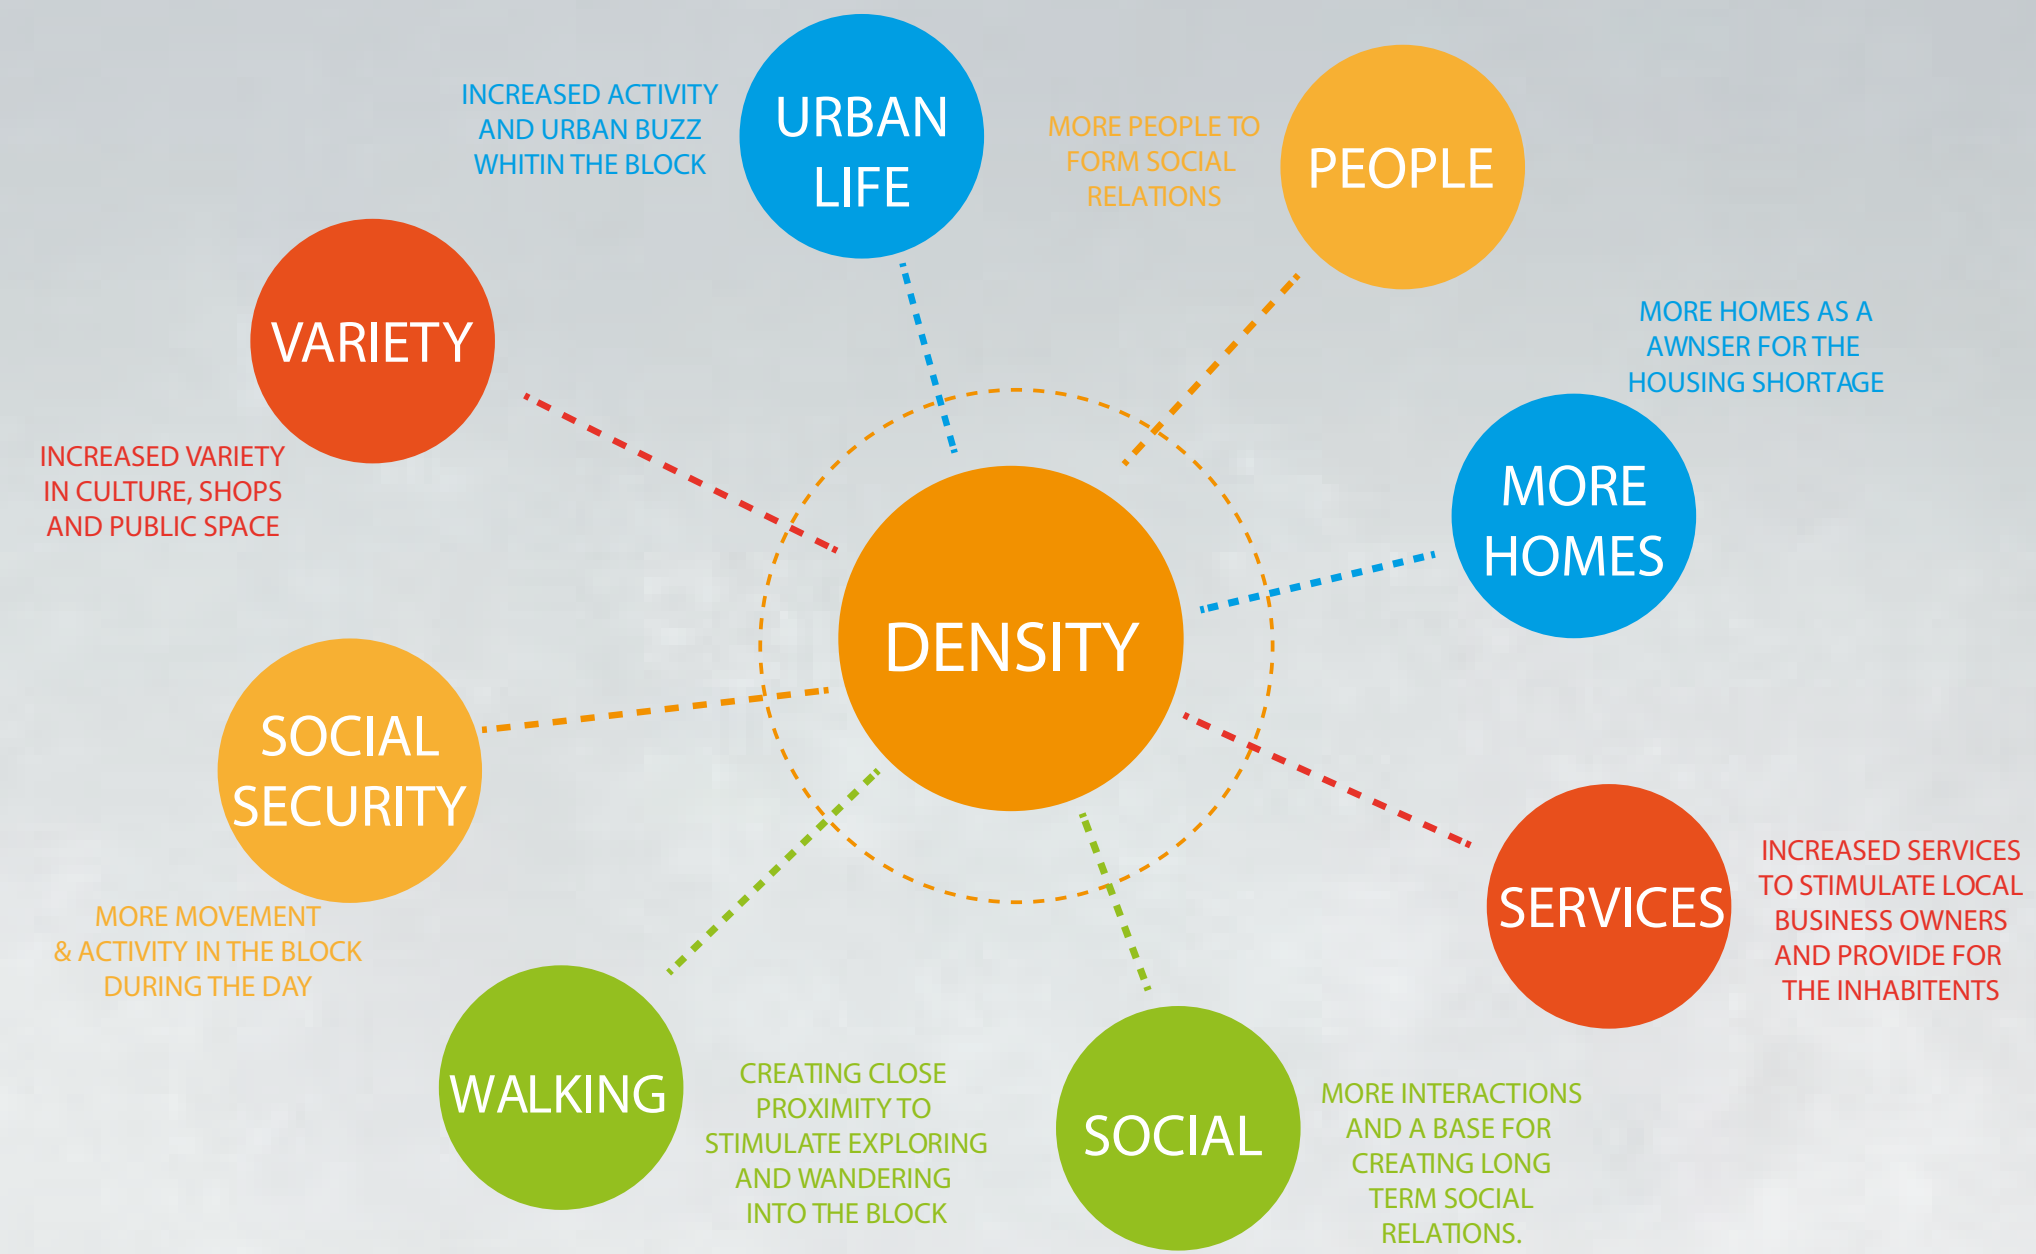 INCREASED ACTIVITY
AND URBAN BUZZ
WHITIN THE BLOCK
URBAN
LIFE
MORE PEOPLE TO
FORM SOCIAL
RELATIONS
PEOPLE
VARIETY
INCREASED VARIETY
IN CULTURE, SHOPS
AND PUBLIC SPACE
MORE HOMES AS A
AWNSER FOR THE
HOUSING SHORTAGE
MORE
HOMES
DENSITY
SOCIAL
SECURITY
MORE MOVEMENT
& ACTIVITY IN THE BLOCK
DURING THE DAY
SERVICES
INCREASED SERVICES
TO STIMULATE LOCAL
BUSINESS OWNERS
AND PROVIDE FOR
THE INHABITENTS
WALKING
CREATING CLOSE
PROXIMITY TO
STIMULATE EXPLORING
AND WANDERING
INTO THE BLOCK
SOCIAL
MORE INTERACTIONS
AND A BASE FOR
CREATING LONG
TERM SOCIAL
RELATIONS.